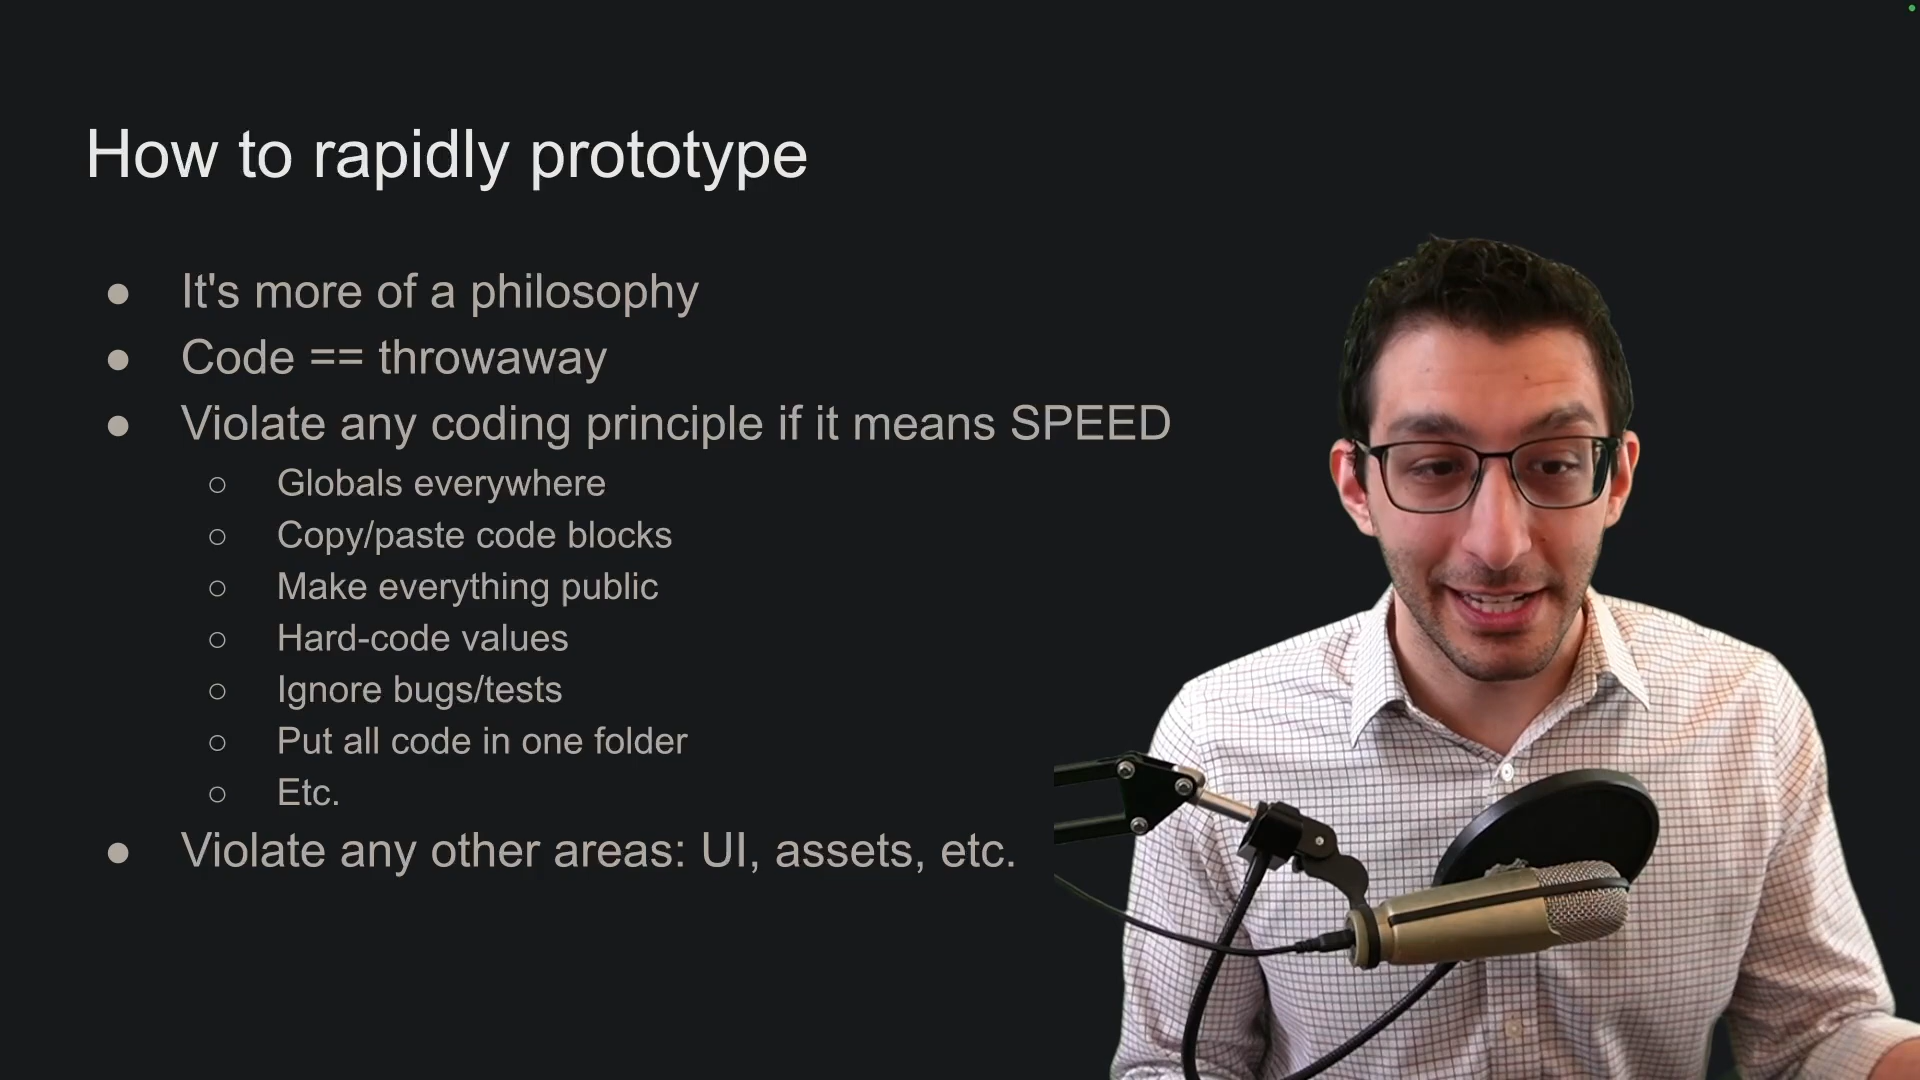 How to rapidly prototype
● It's more of a philosophy
● Code == throwaway
● Violate any coding principle if it means SPEED
○ Globals everywhere
○ Copy/paste code blocks
○ Make everything public
○ Hard-code values
○ Ignore bugs/tests
○ Put all code in one folder
○ Etc.
● Violate any other areas: UI, assets, etc.